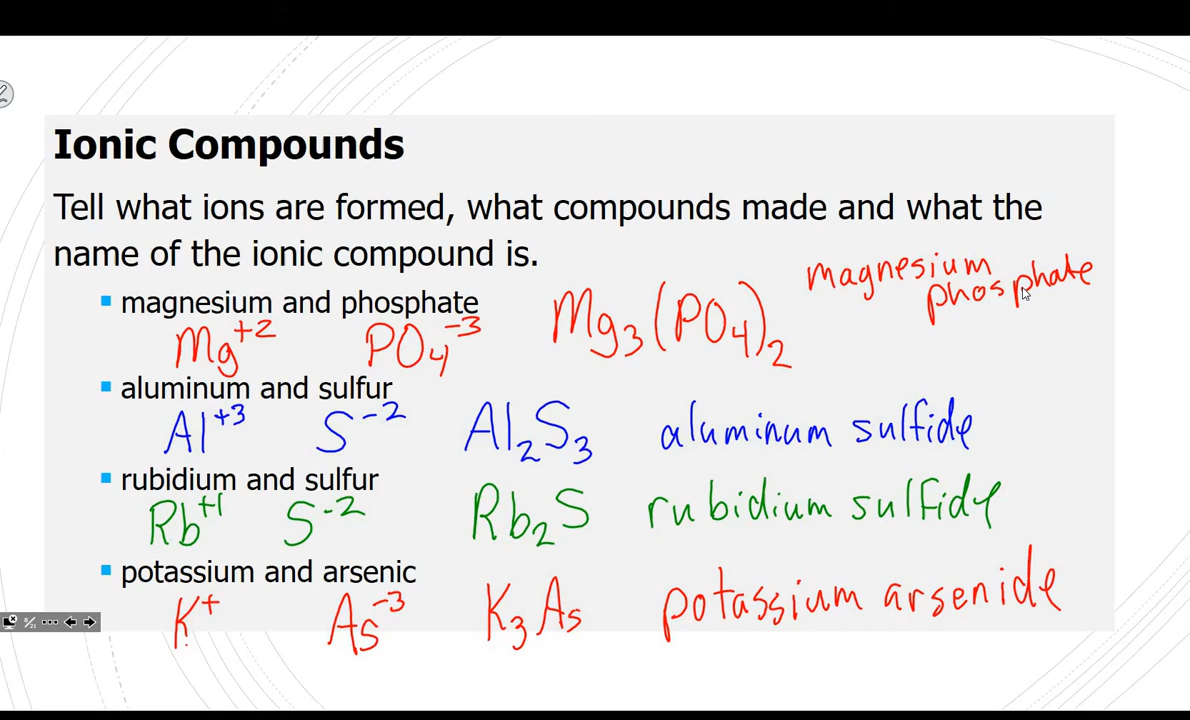 Ionic Compounds
Tell what ions are formed, what compounds made and what the
name of the ionic compound is.
magnesium
phosphate
▪ magnesium and phosphate
Mg⁺² PO₄⁻³ Mg₃(PO₄)₂
▪ aluminum and sulfur
Al⁺³ S⁻² Al₂S₃ aluminum sulfide
▪ rubidium and sulfur
Rb⁺¹ S⁻² Rb₂S rubidium sulfide
▪ potassium and arsenic
K⁺ As⁻³ K₃As potassium arsenide